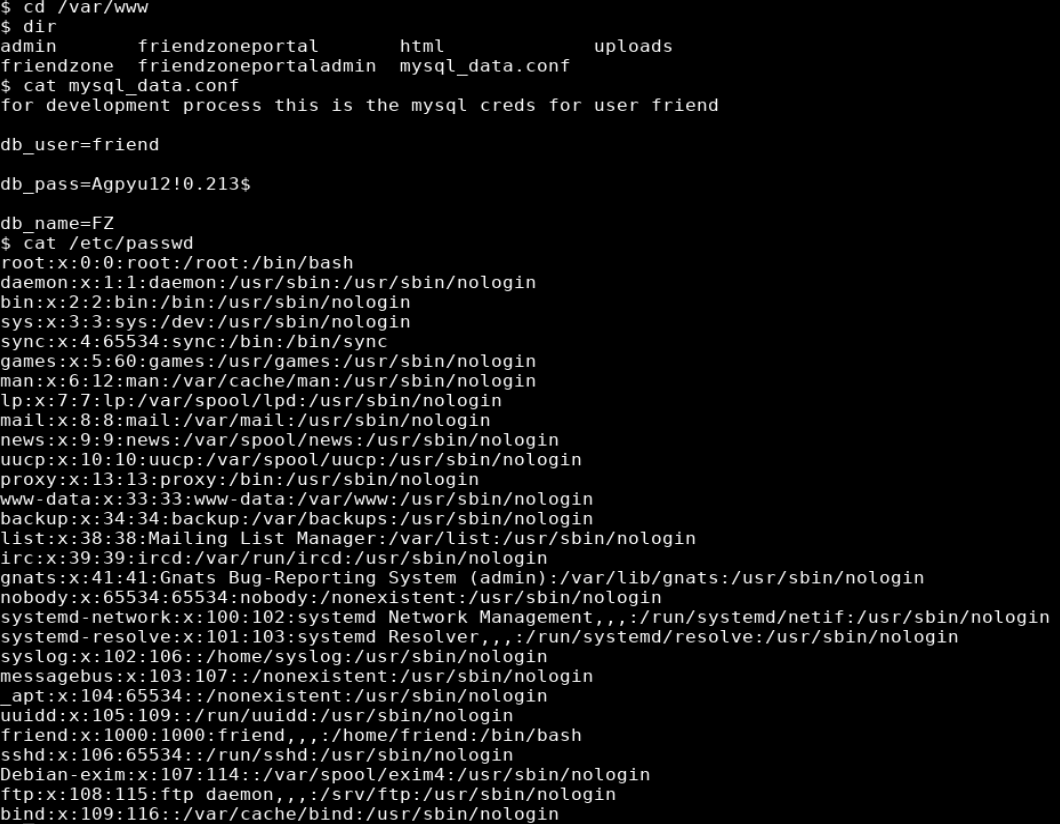 $ cd /var/www
$ dir
admin       friendzoneportal       html             uploads
friendzone  friendzoneportaladmin  mysql_data.conf
$ cat mysql_data.conf
for development process this is the mysql creds for user friend
db_user=friend
db_pass=Agpyu12!0.213$
db_name=FZ
$ cat /etc/passwd
root:x:0:0:root:/root:/bin/bash
daemon:x:1:1:daemon:/usr/sbin:/usr/sbin/nologin
bin:x:2:2:bin:/bin:/usr/sbin/nologin
sys:x:3:3:sys:/dev:/usr/sbin/nologin
sync:x:4:65534:sync:/bin:/bin/sync
games:x:5:60:games:/usr/games:/usr/sbin/nologin
man:x:6:12:man:/var/cache/man:/usr/sbin/nologin
lp:x:7:7:lp:/var/spool/lpd:/usr/sbin/nologin
mail:x:8:8:mail:/var/mail:/usr/sbin/nologin
news:x:9:9:news:/var/spool/news:/usr/sbin/nologin
uucp:x:10:10:uucp:/var/spool/uucp:/usr/sbin/nologin
proxy:x:13:13:proxy:/bin:/usr/sbin/nologin
www-data:x:33:33:www-data:/var/www:/usr/sbin/nologin
backup:x:34:34:backup:/var/backups:/usr/sbin/nologin
list:x:38:38:Mailing List Manager:/var/list:/usr/sbin/nologin
irc:x:39:39:ircd:/var/run/ircd:/usr/sbin/nologin
gnats:x:41:41:Gnats Bug-Reporting System (admin):/var/lib/gnats:/usr/sbin/nologin
nobody:x:65534:65534:nobody:/nonexistent:/usr/sbin/nologin
systemd-network:x:100:102:systemd Network Management,,,:/run/systemd/netif:/usr/sbin/nologin
systemd-resolve:x:101:103:systemd Resolver,,,:/run/systemd/resolve:/usr/sbin/nologin
syslog:x:102:106::/home/syslog:/usr/sbin/nologin
messagebus:x:103:107::/nonexistent:/usr/sbin/nologin
_apt:x:104:65534::/nonexistent:/usr/sbin/nologin
uuidd:x:105:109::/run/uuidd:/usr/sbin/nologin
friend:x:1000:1000:friend,,,:/home/friend:/bin/bash
sshd:x:106:65534::/run/sshd:/usr/sbin/nologin
Debian-exim:x:107:114::/var/spool/exim4:/usr/sbin/nologin
ftp:x:108:115:ftp daemon,,,:/srv/ftp:/usr/sbin/nologin
bind:x:109:116::/var/cache/bind:/usr/sbin/nologin